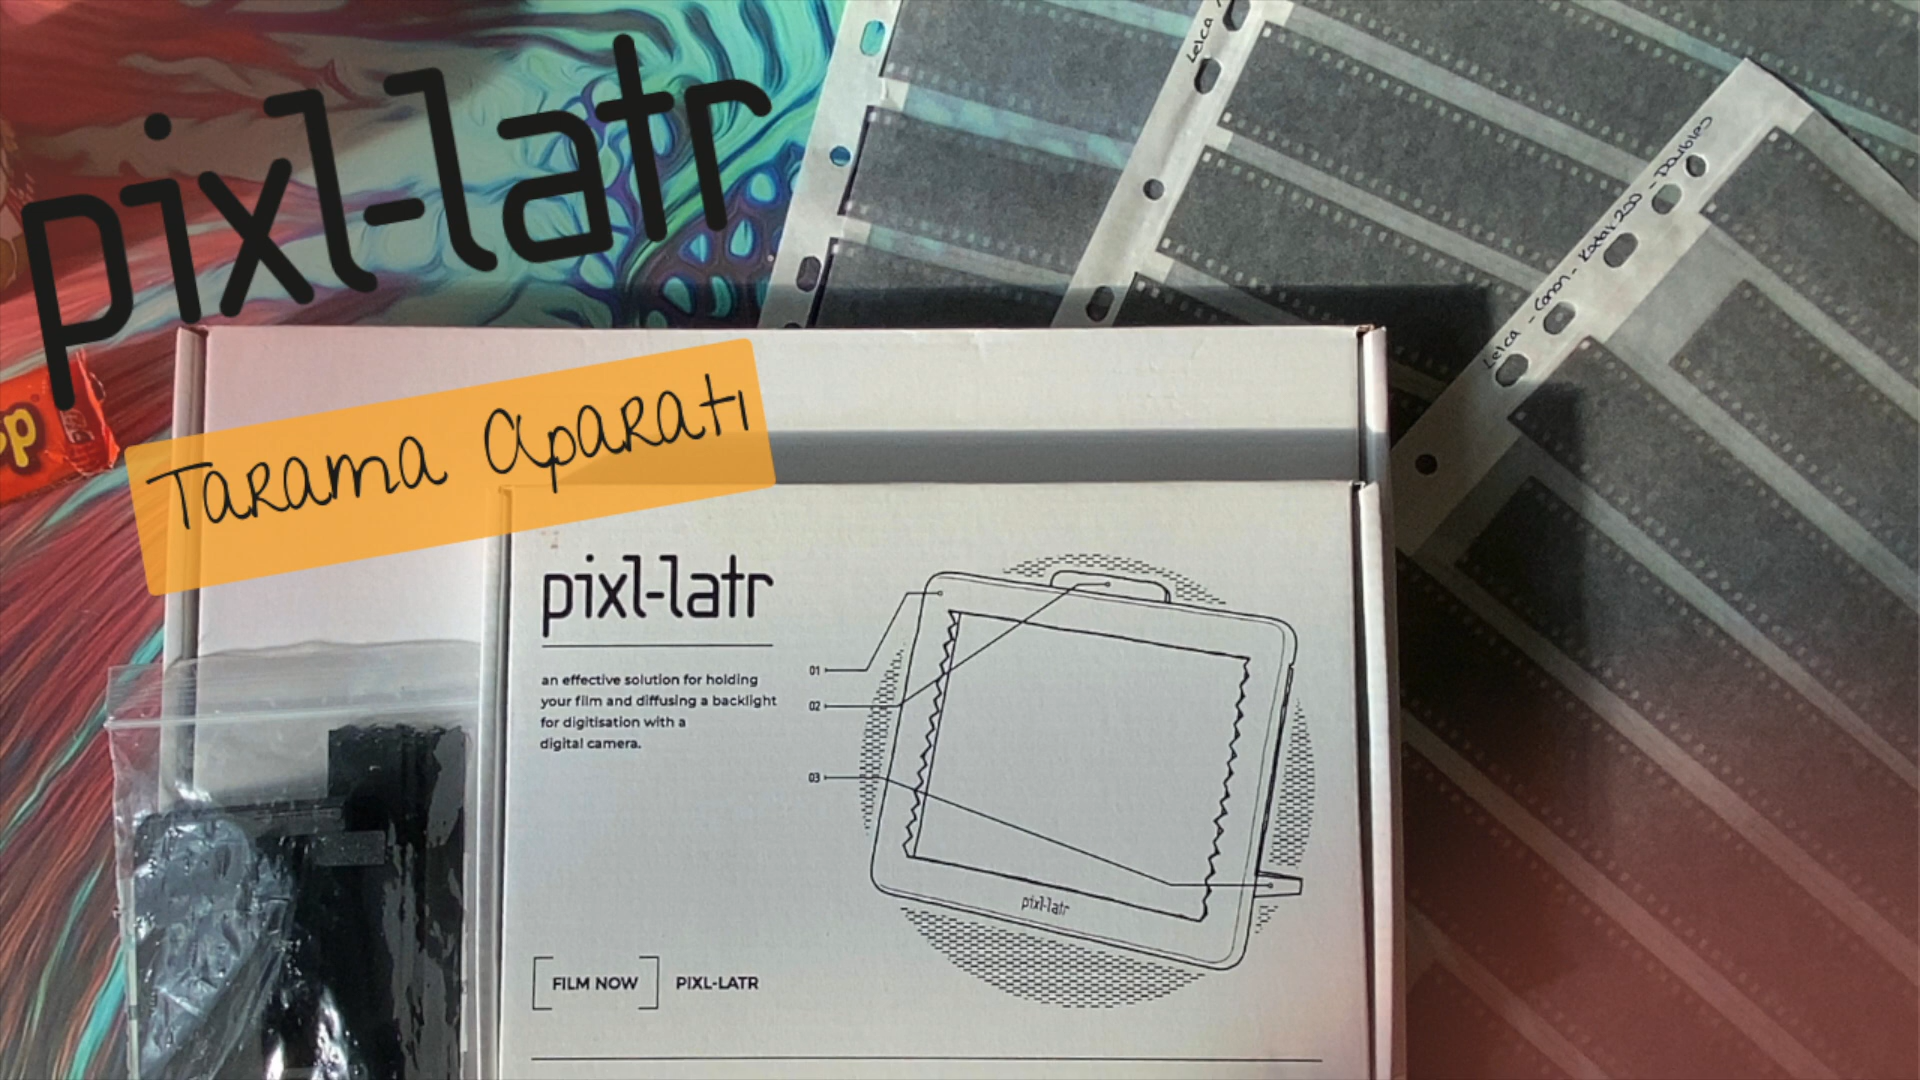 pixl-latr
Tarama Aparatı
pixl-latr
an effective solution for holding
your film and diffusing a backlight
for digitisation with a
digital camera.
01
02
03
pixl-latr
FILM NOW PIXL-LATR
Leica
Leica - Canon - Kodak 200 - Doubles